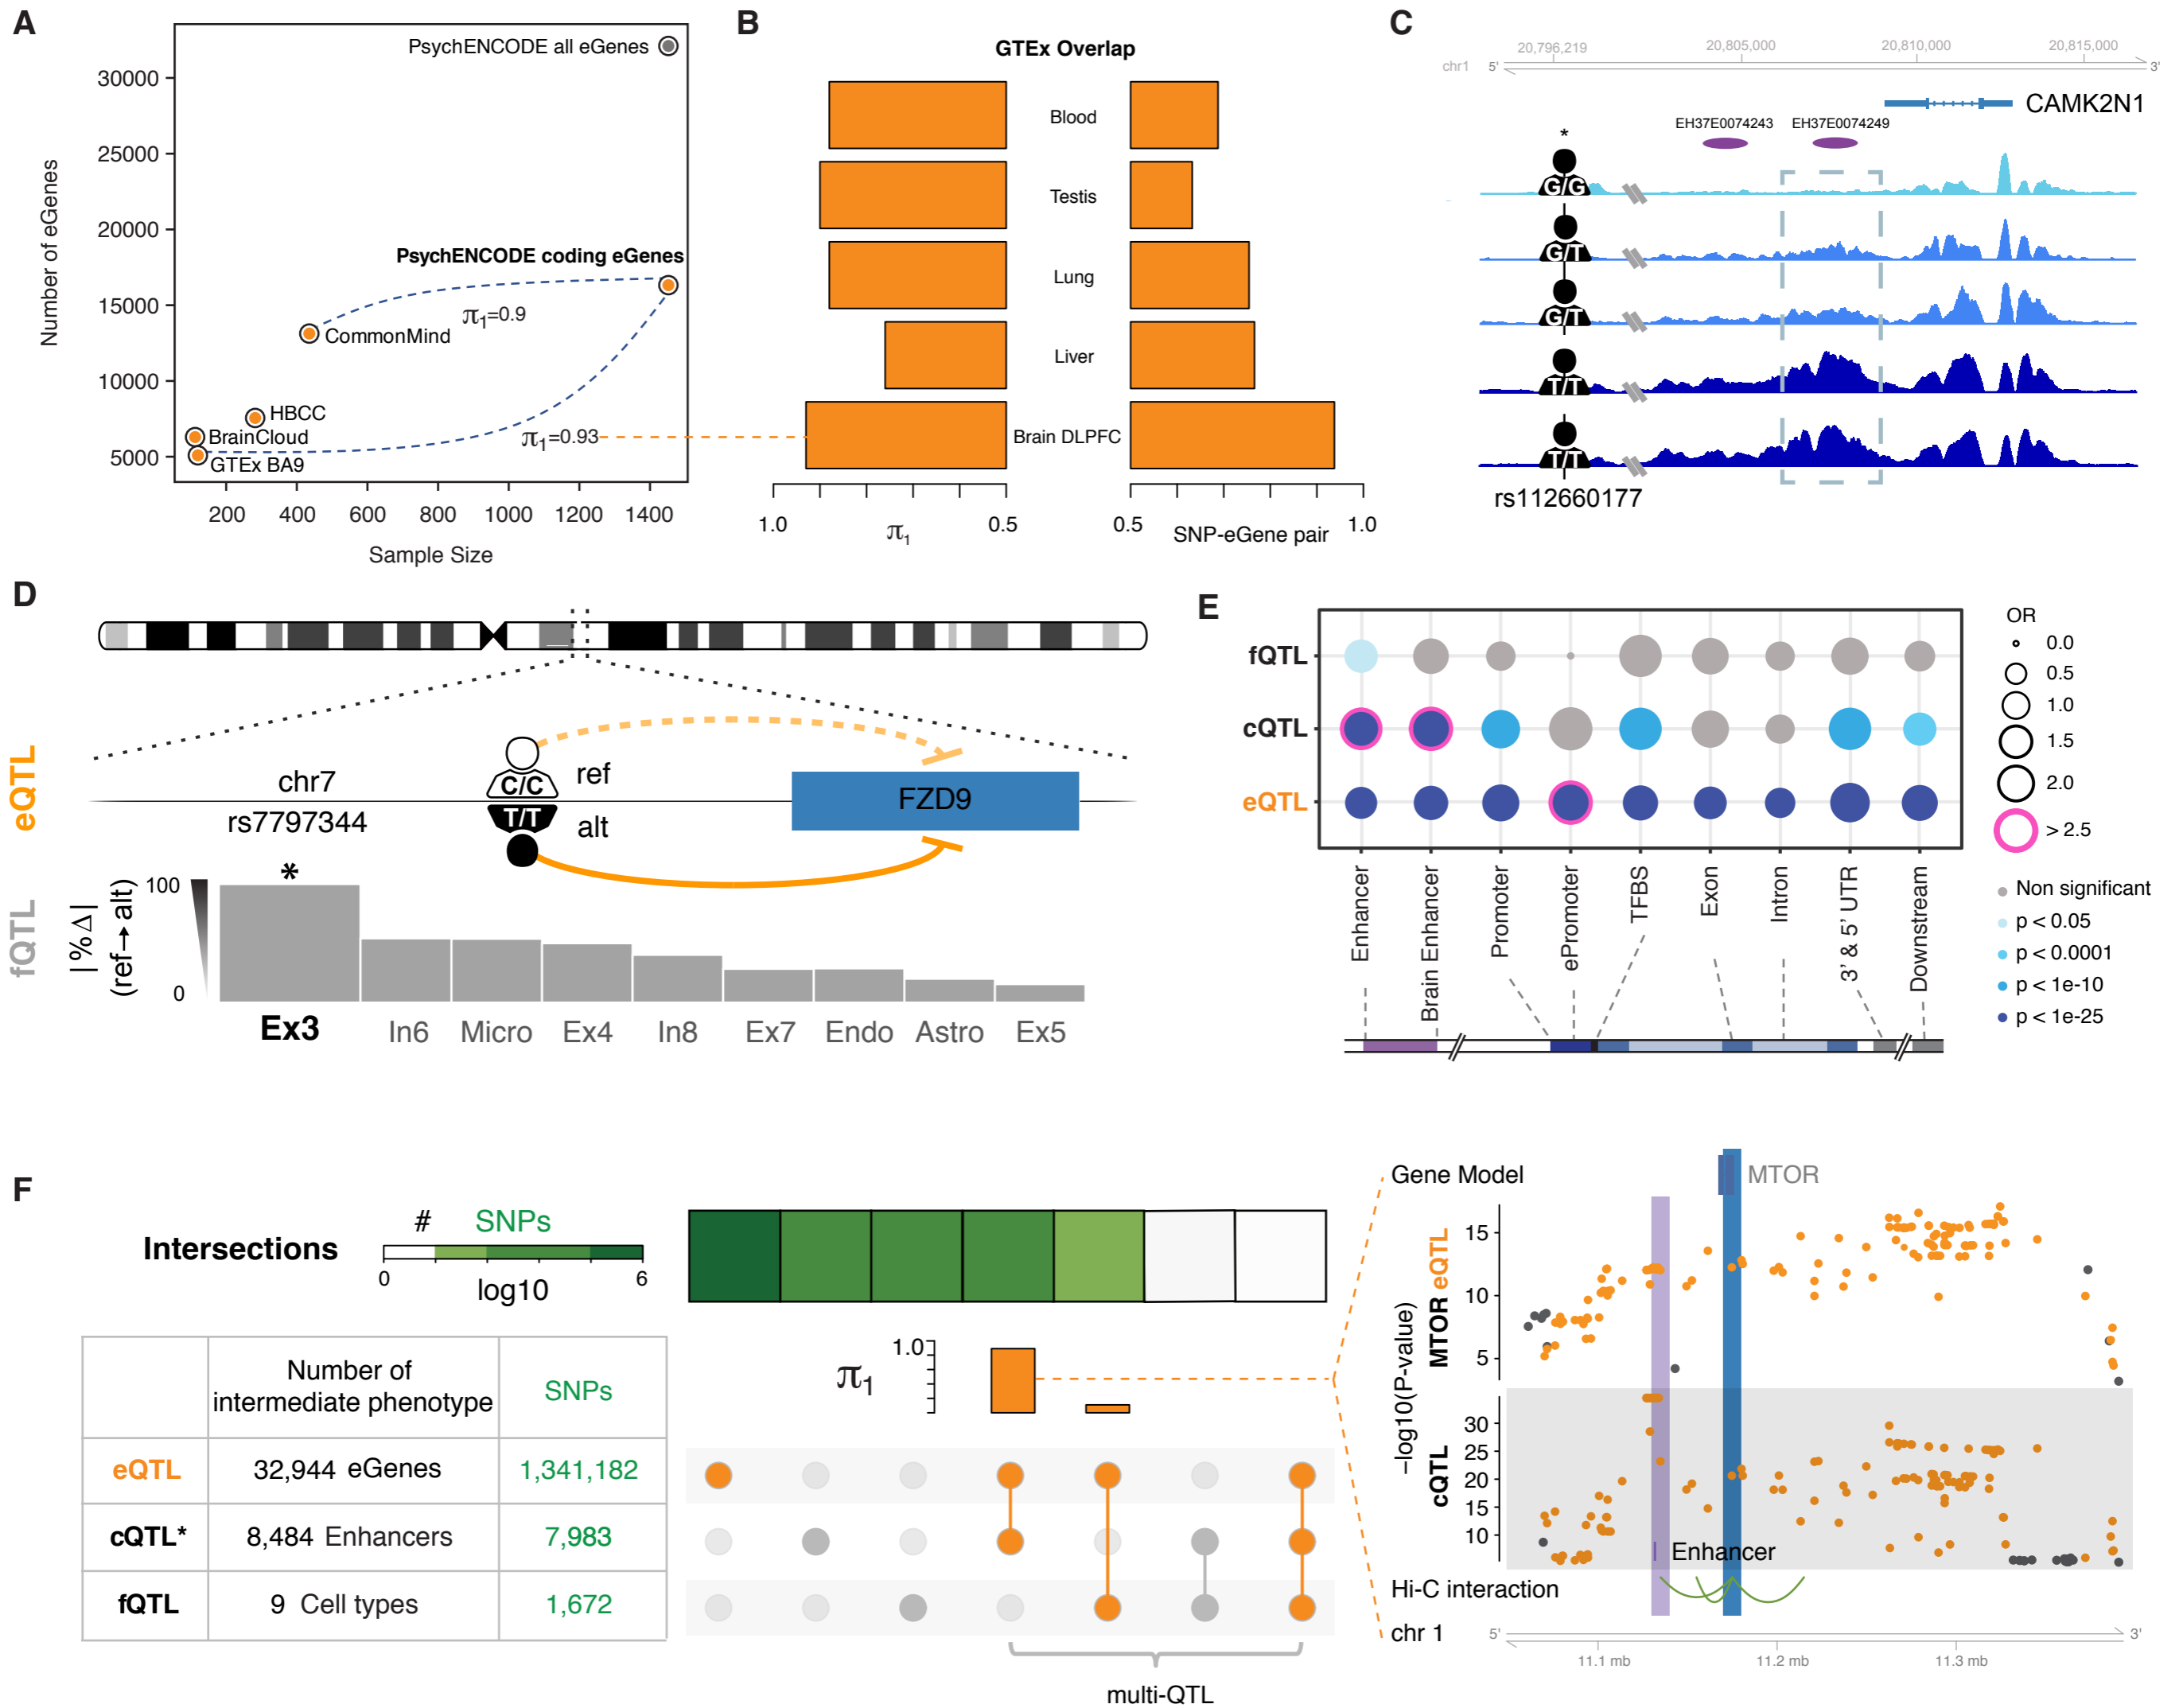 A
PsychENCODE all eGenes
Number of eGenes
30000
25000
20000
15000
10000
5000
PsychENCODE coding eGenes
π1=0.9
CommonMind
HBCC
BrainCloud
GTEx BA9
π1=0.93
200 400 600 800 1000 1200 1400
Sample Size
B
GTEx Overlap
Blood
Testis
Lung
Liver
Brain DLPFC
1.0 0.5 0.5 1.0
π1
SNP-eGene pair
C
20,796,219 20,805,000 20,810,000 20,815,000
chr1 5' 3'
CAMK2N1
EH37E0074243 EH37E0074249
*
G/G
G/T
G/T
T/T
T/T
rs112660177
D
eQTL
chr7
rs7797344
C/C
T/T
ref
alt
FZD9
fQTL
|%Δ|
(ref→alt)
100
0
*
Ex3 In6 Micro Ex4 In8 Ex7 Endo Astro Ex5
E
fQTL
cQTL
eQTL
Enhancer
Brain Enhancer
Promoter
ePromoter
TFBS
Exon
Intron
3’ & 5’ UTR
Downstream
OR
0.0
0.5
1.0
1.5
2.0
> 2.5
Non significant
p < 0.05
p < 0.0001
p < 1e-10
p < 1e-25
F
Intersections
# SNPs
0 6
log10
Number of
intermediate phenotype
SNPs
eQTL 32,944 eGenes 1,341,182
cQTL* 8,484 Enhancers 7,983
fQTL 9 Cell types 1,672
π1
1.0
multi-QTL
Gene Model
MTOR
–log10(P-value)
MTOR eQTL
15
10
5
cQTL
30
25
20
15
10
Enhancer
Hi-C interaction
chr 1
5' 3'
11.1 mb 11.2 mb 11.3 mb